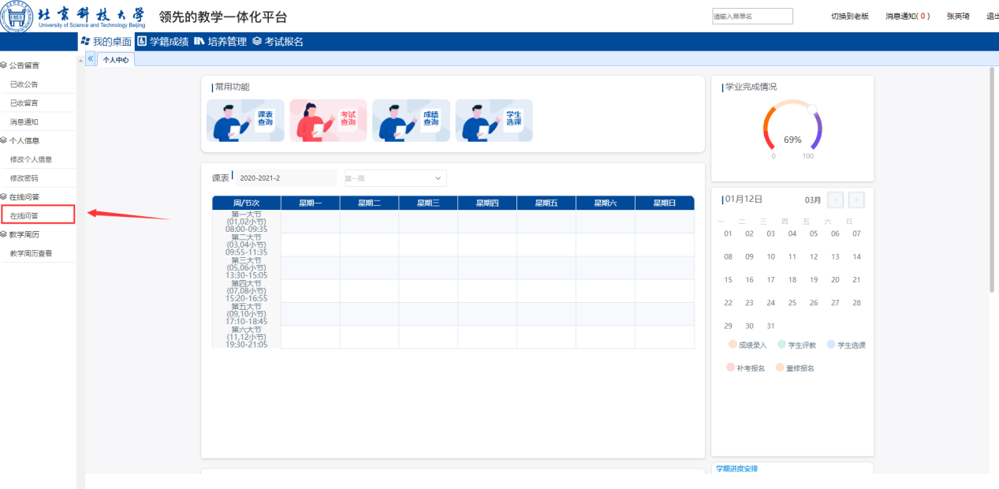 北京科技大学
University of Science and Technology Beijing
领先的教学一体化平台
请输入菜单名
切换到老版 消息通知( 0 ) 张英琦 退出
我的桌面 学籍成绩 培养管理 考试报名
公告留言
已收公告
已收留言
消息通知
个人信息
修改个人信息
修改密码
在线问答
在线问答
教学周历
教学周历查看
« 个人中心
常用功能
课表查询
考试查询
成绩查询
学生选课
课表 2020-2021-2 第一周
周/节次 星期一 星期二 星期三 星期四 星期五 星期六 星期日
第一大节
(01,02小节)
08:00-09:35
第二大节
(03,04小节)
09:55-11:35
第三大节
(05,06小节)
13:30-15:05
第四大节
(07,08小节)
15:20-16:55
第五大节
(09,10小节)
17:10-18:45
第六大节
(11,12小节)
19:30-21:05
学业完成情况
69%
0 100
01月12日 03月 ‹ ›
一 二 三 四 五 六 日
01 02 03 04 05 06 07
08 09 10 11 12 13 14
15 16 17 18 19 20 21
22 23 24 25 26 27 28
29 30 31
成绩录入 学生评教 学生选课
补考报名 重修报名
学期进度安排